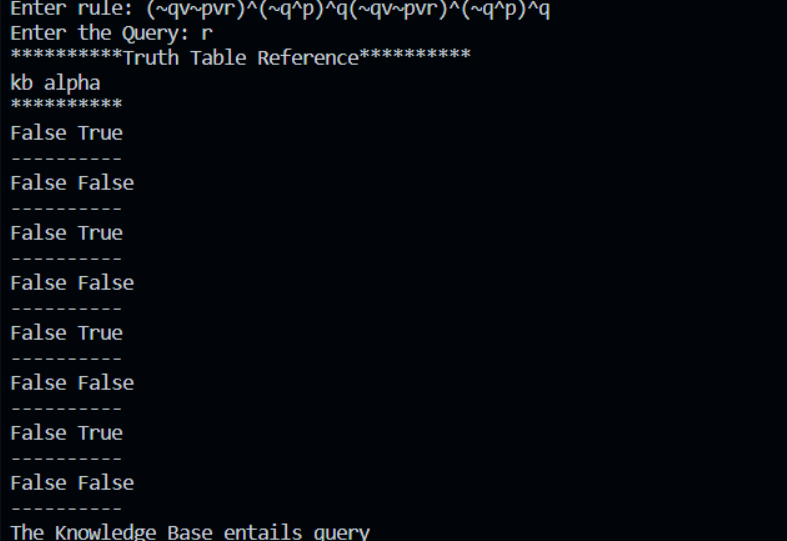 Enter rule: (~qv~pvr)^(~q^p)^q(~qv~pvr)^(~q^p)^q
Enter the Query: r
**********Truth Table Reference**********
kb alpha
**********
False True
----------
False False
----------
False True
----------
False False
----------
False True
----------
False False
----------
False True
----------
False False
----------
The Knowledge Base entails query